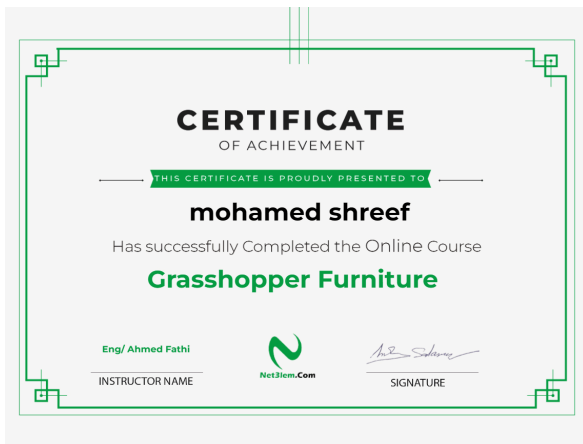 CERTIFICATE
OF ACHIEVEMENT
THIS CERTIFICATE IS PROUDLY PRESENTED TO
mohamed shreef
Has successfully Completed the Online Course
Grasshopper Furniture
Eng/ Ahmed Fathi
INSTRUCTOR NAME
Net3lem.Com
SIGNATURE